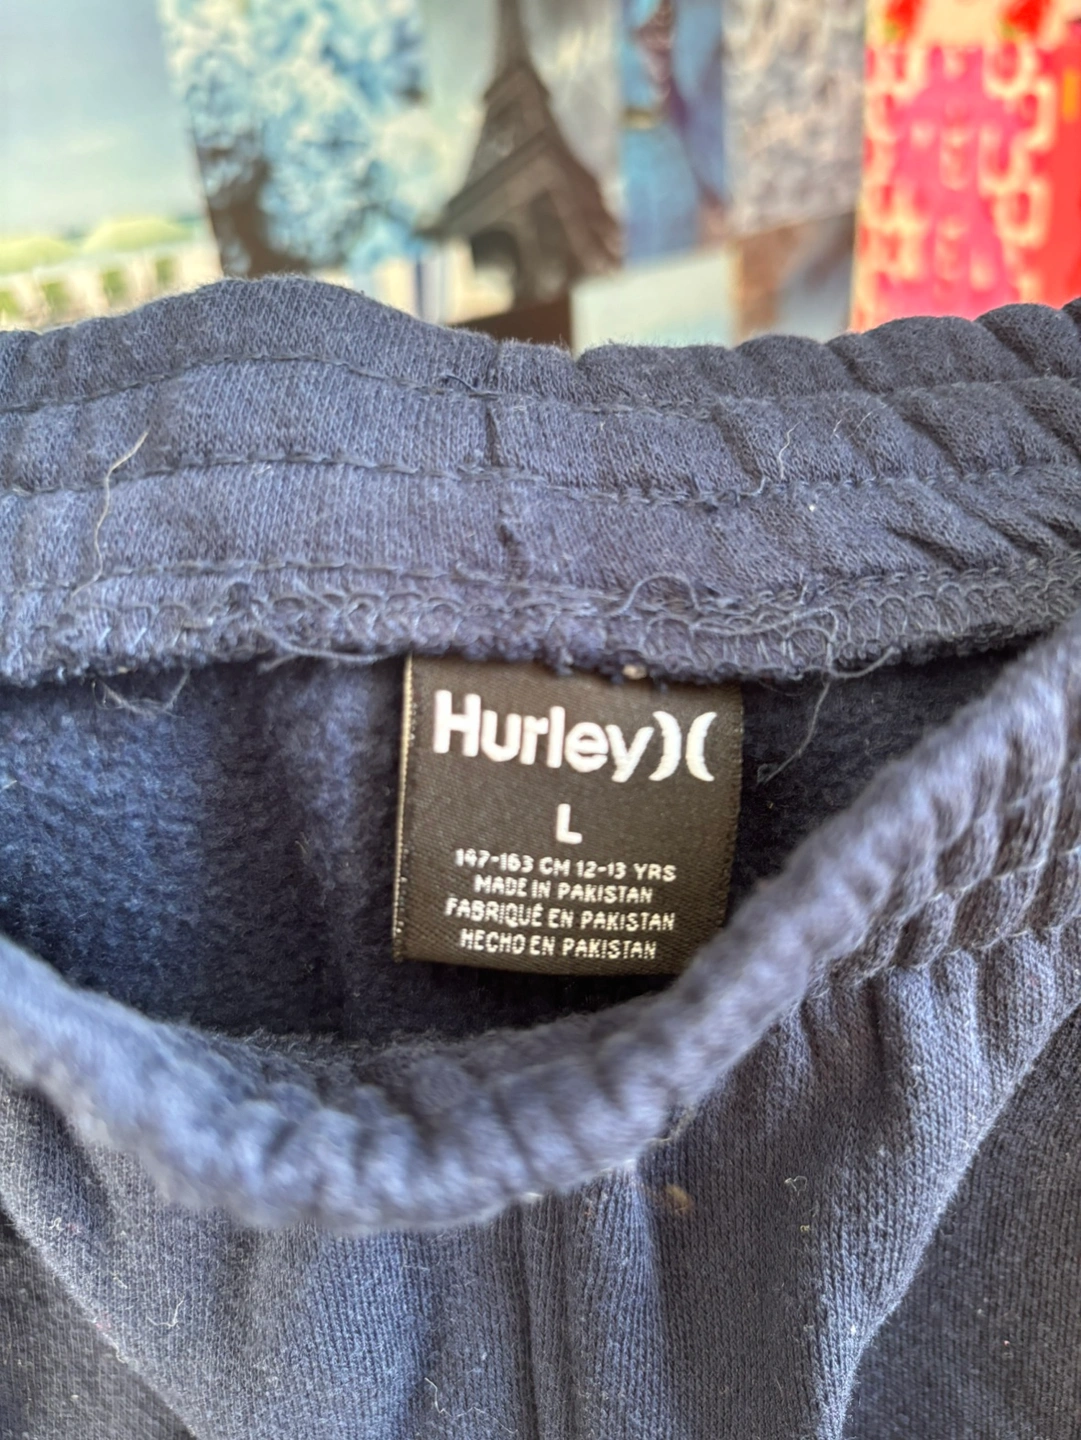 Hurley
L
147-163 CM 12-13 YRS
MADE IN PAKISTAN
FABRIQUÉ EN PAKISTAN
HECHO EN PAKISTAN